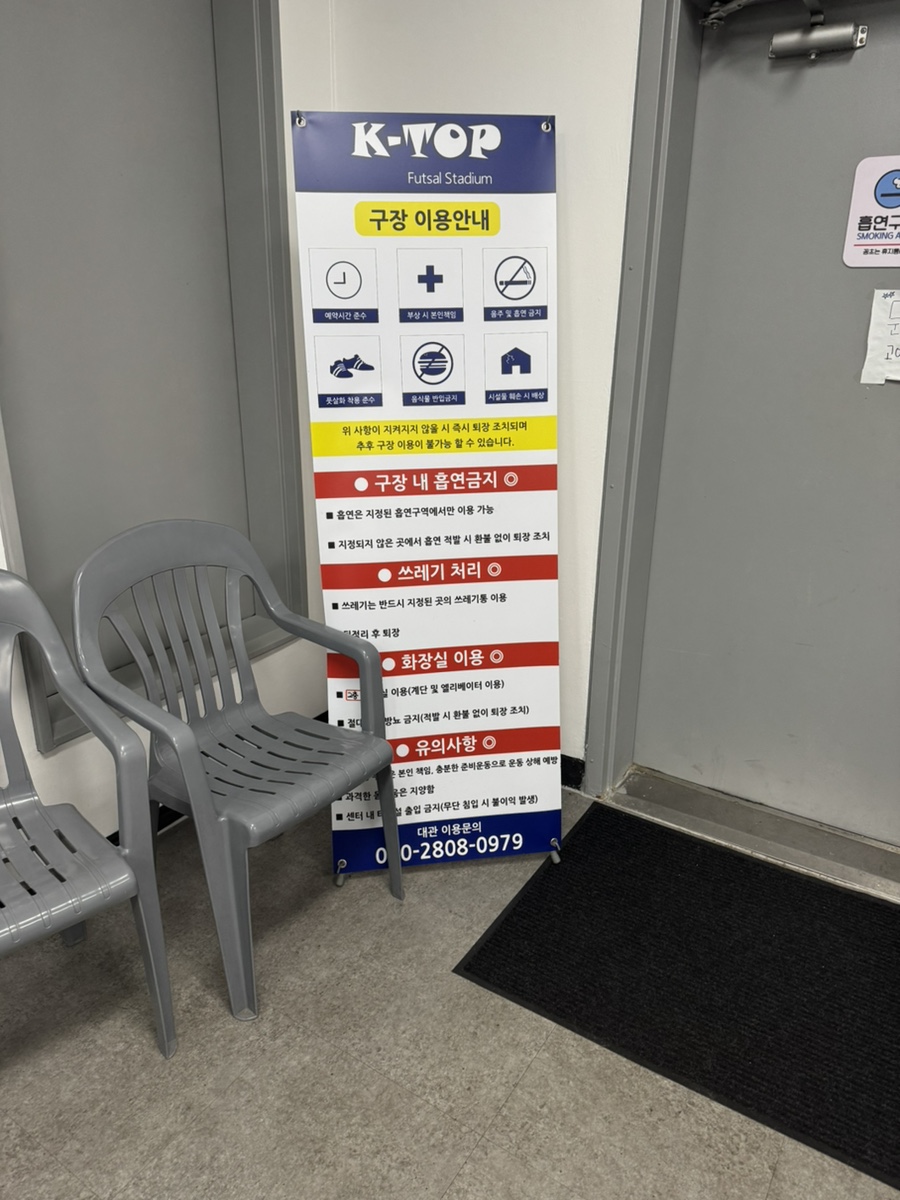 K-TOP
Futsal Stadium
구장 이용안내
예약시간 준수
부상 시 본인책임
음주 및 흡연 금지
풋살화 착용 준수
음식물 반입금지
시설물 훼손 시 배상
위 사항이 지켜지지 않을 시 즉시 퇴장 조치되며
추후 구장 이용이 불가능 할 수 있습니다.
● 구장 내 흡연금지 ◎
■ 흡연은 지정된 흡연구역에서만 이용 가능
■ 지정되지 않은 곳에서 흡연 적발 시 환불 없이 퇴장 조치
● 쓰레기 처리 ◎
■ 쓰레기는 반드시 지정된 곳의 쓰레기통 이용
후 퇴장
● 화장실 이용 ◎
■ 이용(계단 및 엘리베이터 이용)
■ 금지(적발 시 환불 없이 퇴장 조치)
● 유의사항 ◎
본인 책임, 충분한 준비운동으로 운동 상해 예방
과격한 지양함
■ 센터 내 출입 금지(무단 침입 시 불이익 발생)
대관 이용문의
0-2808-0979
흡연구
SMOKING A